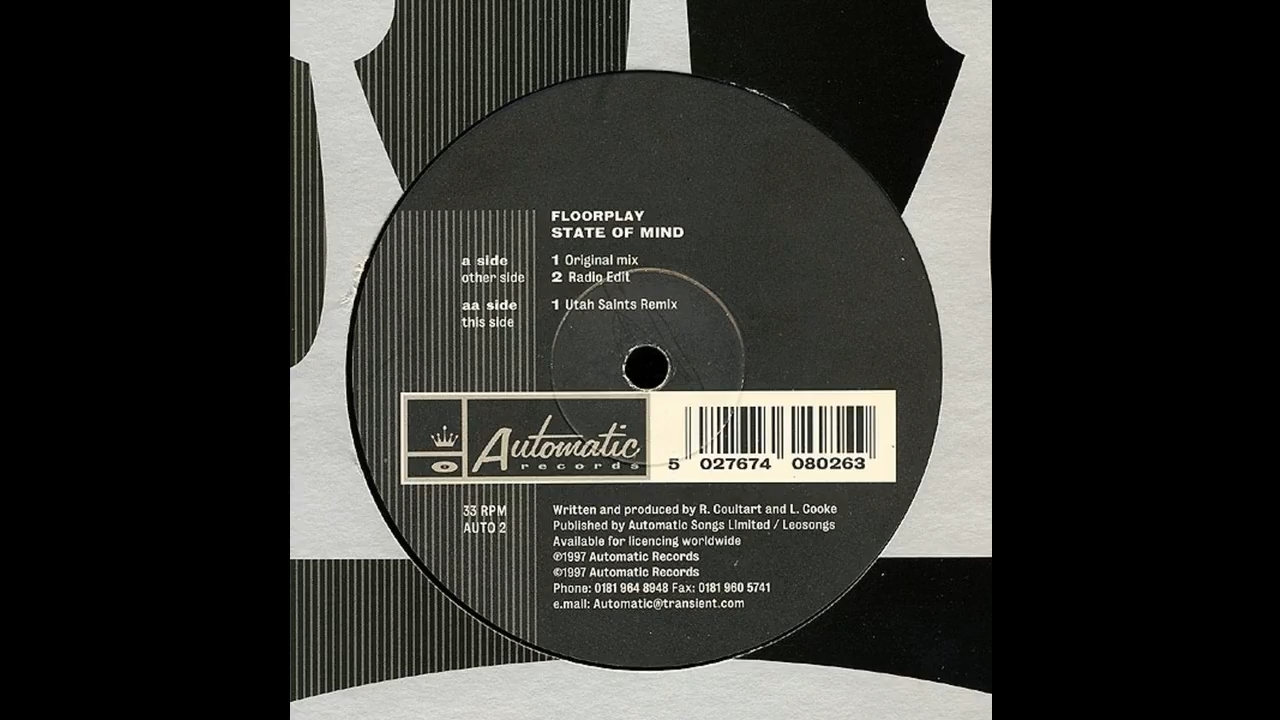 FLOORPLAY
STATE OF MIND
a side 1 Original mix
other side 2 Radio Edit
aa side 1 Utah Saints Remix
this side
Automatic
records
5 027674 080263
33 RPM
AUTO 2
Written and produced by R. Coultart and L. Cooke
Published by Automatic Songs Limited / Leosongs
Available for licencing worldwide
℗1997 Automatic Records
©1997 Automatic Records
Phone: 0181 964 8948 Fax: 0181 960 5741
e.mail: Automatic@transient.com